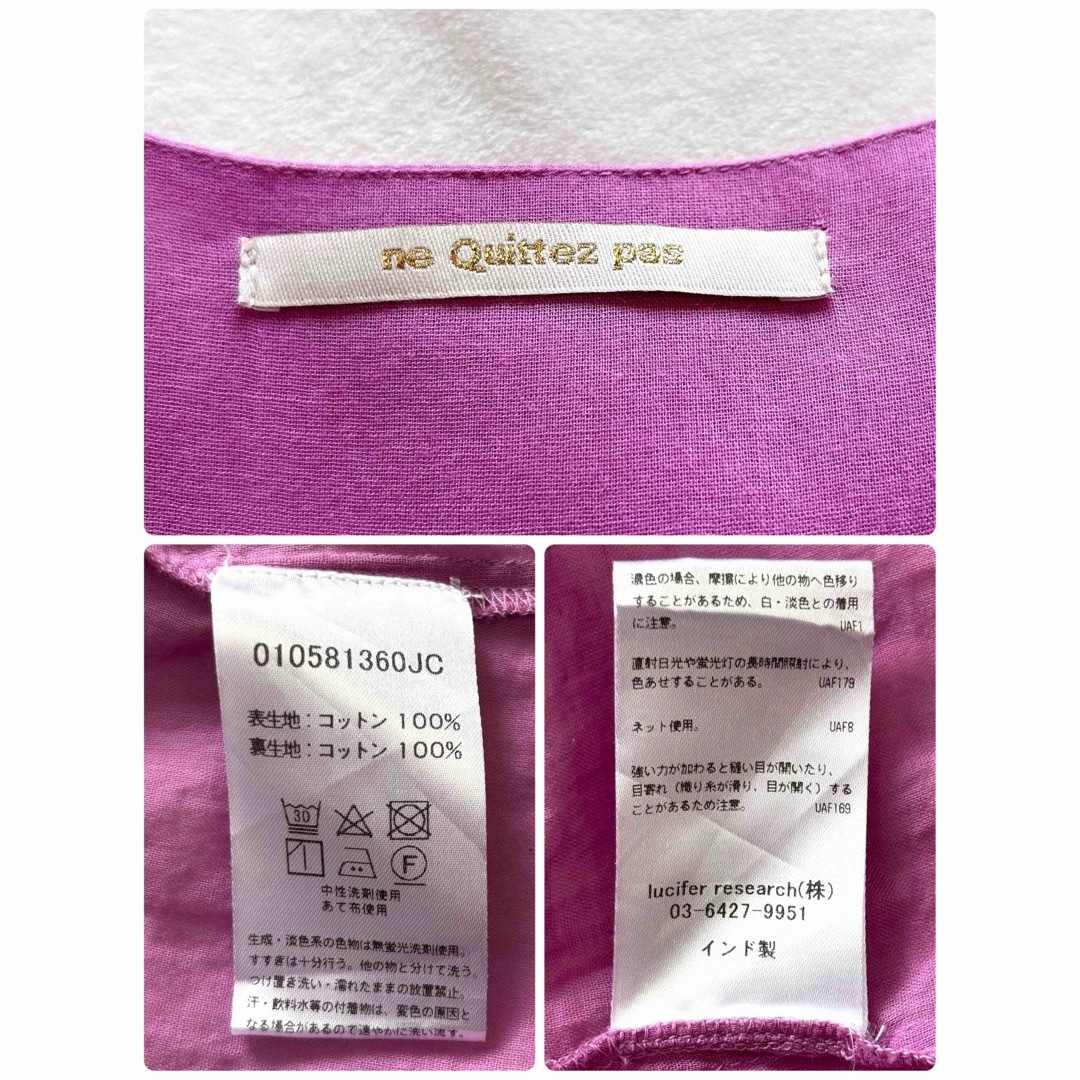 ne Quittez pas
010581360JC
表生地：コットン 100%
裏生地：コットン 100%
30
中性洗剤使用
あて布使用
生成・淡色系の色物は無蛍光洗剤使用。
すすぎは十分行う。他の物と分けて洗う。
つけ置き洗い・濡れたままの放置禁止。
汗・飲料水等の付着物は、変色の原因と
なる場合があるので速やかに洗い流す。
濃色の場合、摩擦により他の物へ色移り
することがあるため、白・淡色との着用
に注意。 UAF1
直射日光や蛍光灯の長時間照射により、
色あせすることがある。 UAF179
ネット使用。 UAF8
強い力が加わると縫い目が開いたり、
目寄れ（織り糸が滑り、目が開く）する
ことがあるため注意。 UAF169
lucifer research(株)
03-6427-9951
インド製